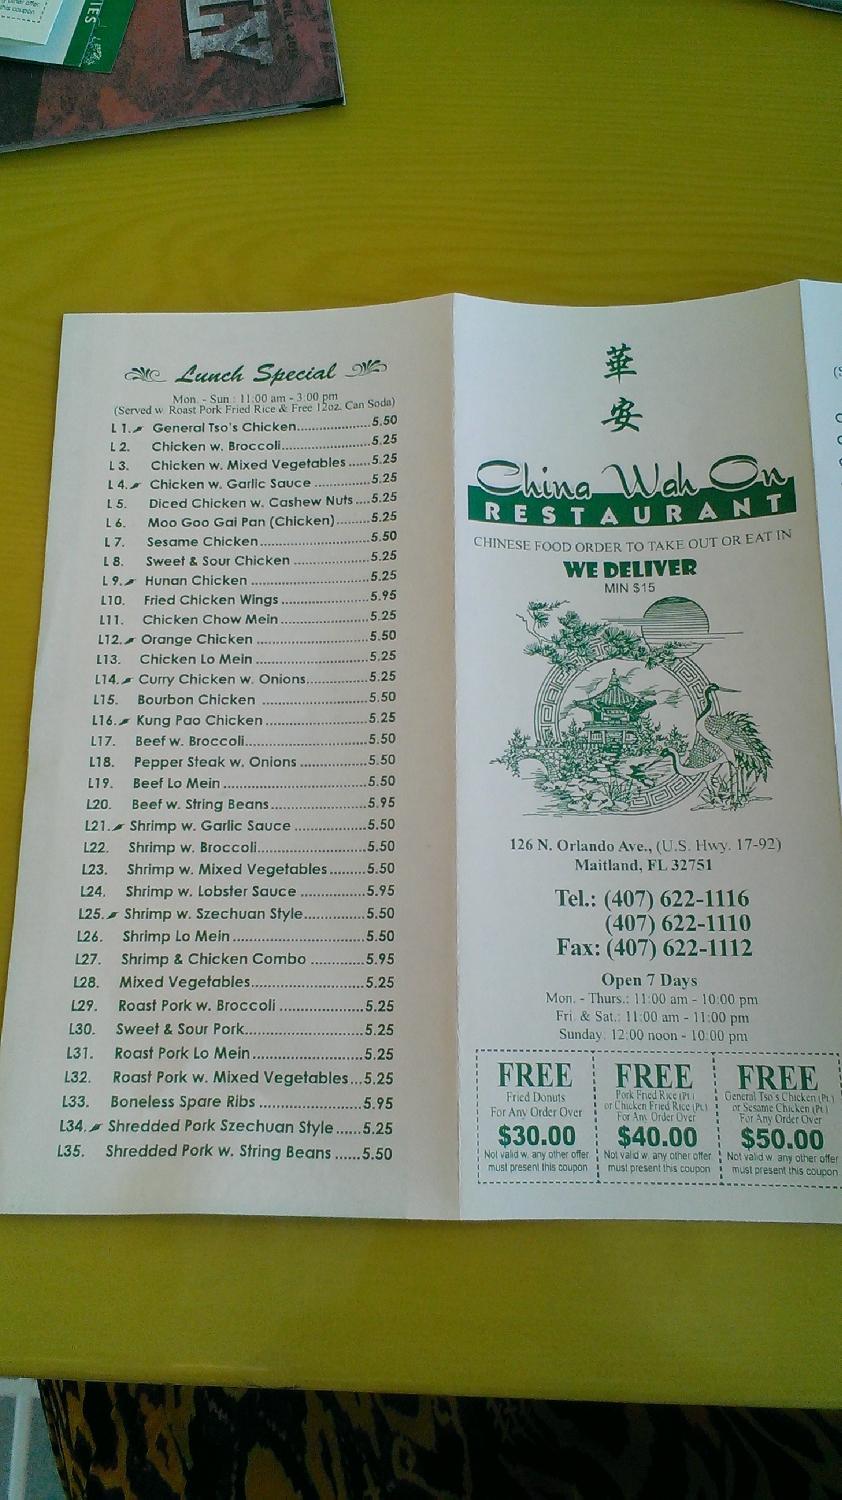 TIES
Lunch Special
Mon. - Sun.: 11:00 am - 3:00 pm
(Served w. Roast Pork Fried Rice & Free 12oz. Can Soda)
L 1. General Tso's Chicken 5.50
L 2. Chicken w. Broccoli 5.25
L 3. Chicken w. Mixed Vegetables 5.25
L 4. Chicken w. Garlic Sauce 5.25
L 5. Diced Chicken w. Cashew Nuts 5.25
L 6. Moo Goo Gai Pan (Chicken) 5.25
L 7. Sesame Chicken 5.50
L 8. Sweet & Sour Chicken 5.25
L 9. Hunan Chicken 5.25
L10. Fried Chicken Wings 5.95
L11. Chicken Chow Mein 5.25
L12. Orange Chicken 5.50
L13. Chicken Lo Mein 5.25
L14. Curry Chicken w. Onions 5.25
L15. Bourbon Chicken 5.50
L16. Kung Pao Chicken 5.25
L17. Beef w. Broccoli 5.50
L18. Pepper Steak w. Onions 5.50
L19. Beef Lo Mein 5.50
L20. Beef w. String Beans 5.95
L21. Shrimp w. Garlic Sauce 5.50
L22. Shrimp w. Broccoli 5.50
L23. Shrimp w. Mixed Vegetables 5.50
L24. Shrimp w. Lobster Sauce 5.95
L25. Shrimp w. Szechuan Style 5.50
L26. Shrimp Lo Mein 5.50
L27. Shrimp & Chicken Combo 5.95
L28. Mixed Vegetables 5.25
L29. Roast Pork w. Broccoli 5.25
L30. Sweet & Sour Pork 5.25
L31. Roast Pork Lo Mein 5.25
L32. Roast Pork w. Mixed Vegetables 5.25
L33. Boneless Spare Ribs 5.95
L34. Shredded Pork Szechuan Style 5.25
L35. Shredded Pork w. String Beans 5.50
華
安
China Wah On
RESTAURANT
CHINESE FOOD ORDER TO TAKE OUT OR EAT IN
WE DELIVER
MIN $15
126 N. Orlando Ave., (U.S. Hwy. 17-92)
Maitland, FL 32751
Tel.: (407) 622-1116
(407) 622-1110
Fax: (407) 622-1112
Open 7 Days
Mon. - Thurs.: 11:00 am - 10:00 pm
Fri. & Sat.: 11:00 am - 11:00 pm
Sunday: 12:00 noon - 10:00 pm
FREE
Fried Donuts
For Any Order Over
$30.00
Not valid w. any other offer
must present this coupon
FREE
Pork Fried Rice (Pt.)
or Chicken Fried Rice (Pt.)
For Any Order Over
$40.00
Not valid w. any other offer
must present this coupon
FREE
General Tso's Chicken (Pt.)
or Sesame Chicken (Pt.)
For Any Order Over
$50.00
Not valid w. any other offer
must present this coupon